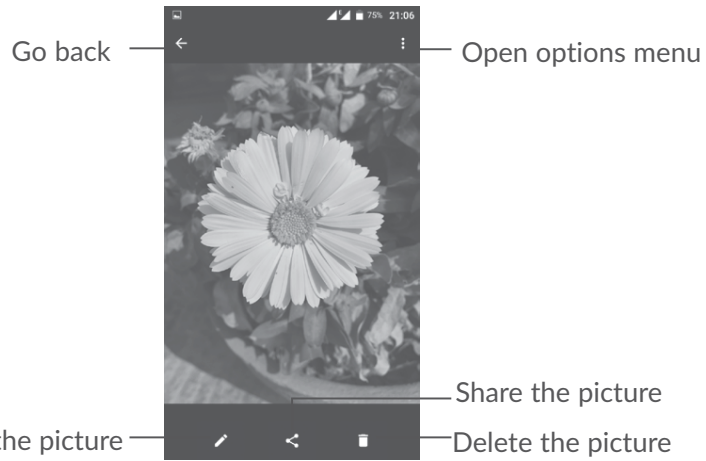 75% 21:06
Go back
Open options menu
Share the picture
the picture
Delete the picture